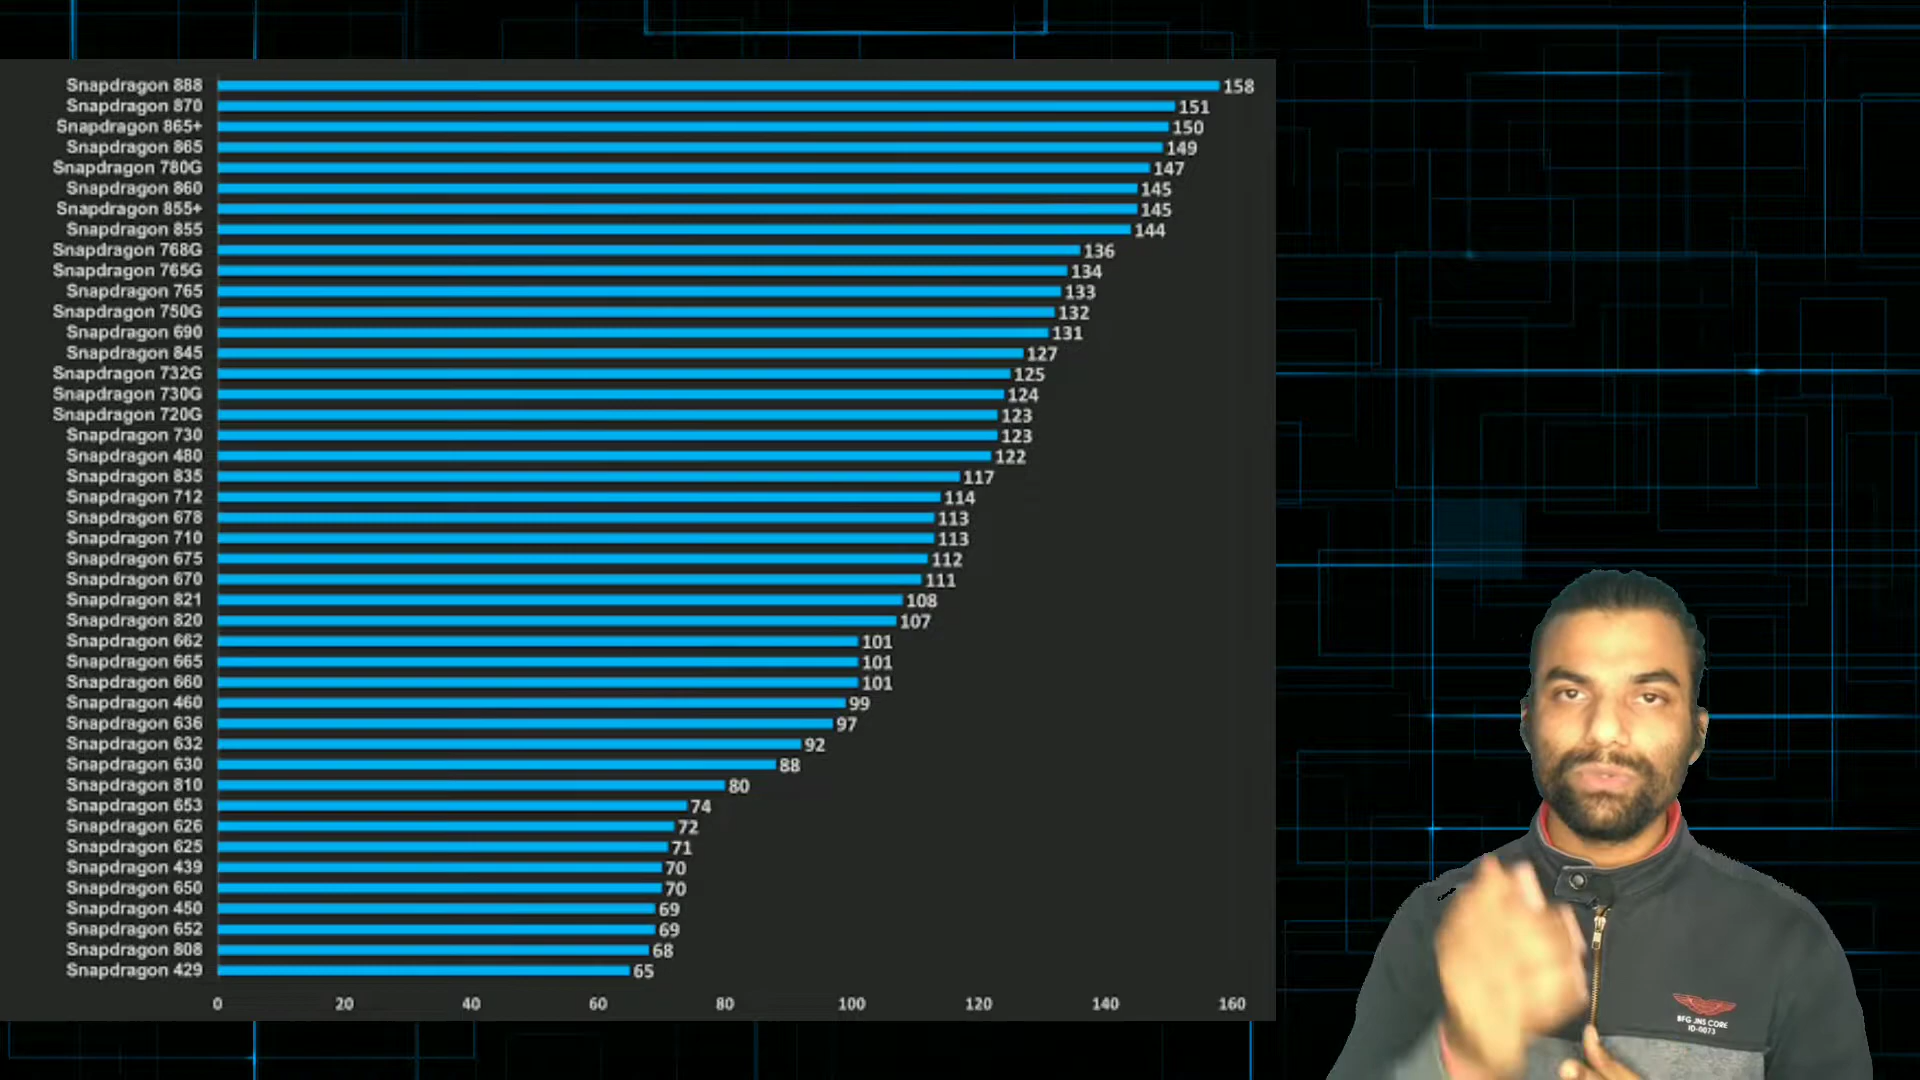 Snapdragon 888 158
Snapdragon 870 151
Snapdragon 865+ 150
Snapdragon 865 149
Snapdragon 780G 147
Snapdragon 860 145
Snapdragon 855+ 145
Snapdragon 855 144
Snapdragon 768G 136
Snapdragon 765G 134
Snapdragon 765 133
Snapdragon 750G 132
Snapdragon 690 131
Snapdragon 845 127
Snapdragon 732G 125
Snapdragon 730G 124
Snapdragon 720G 123
Snapdragon 730 123
Snapdragon 480 122
Snapdragon 835 117
Snapdragon 712 114
Snapdragon 678 113
Snapdragon 710 113
Snapdragon 675 112
Snapdragon 670 111
Snapdragon 821 108
Snapdragon 820 107
Snapdragon 662 101
Snapdragon 665 101
Snapdragon 660 101
Snapdragon 460 99
Snapdragon 636 97
Snapdragon 632 92
Snapdragon 630 88
Snapdragon 810 80
Snapdragon 653 74
Snapdragon 626 72
Snapdragon 625 71
Snapdragon 439 70
Snapdragon 650 70
Snapdragon 450 69
Snapdragon 652 69
Snapdragon 808 68
Snapdragon 429 65
0 20 40 60 80 100 120 140 160
BFG JNS CORE
ID-0073